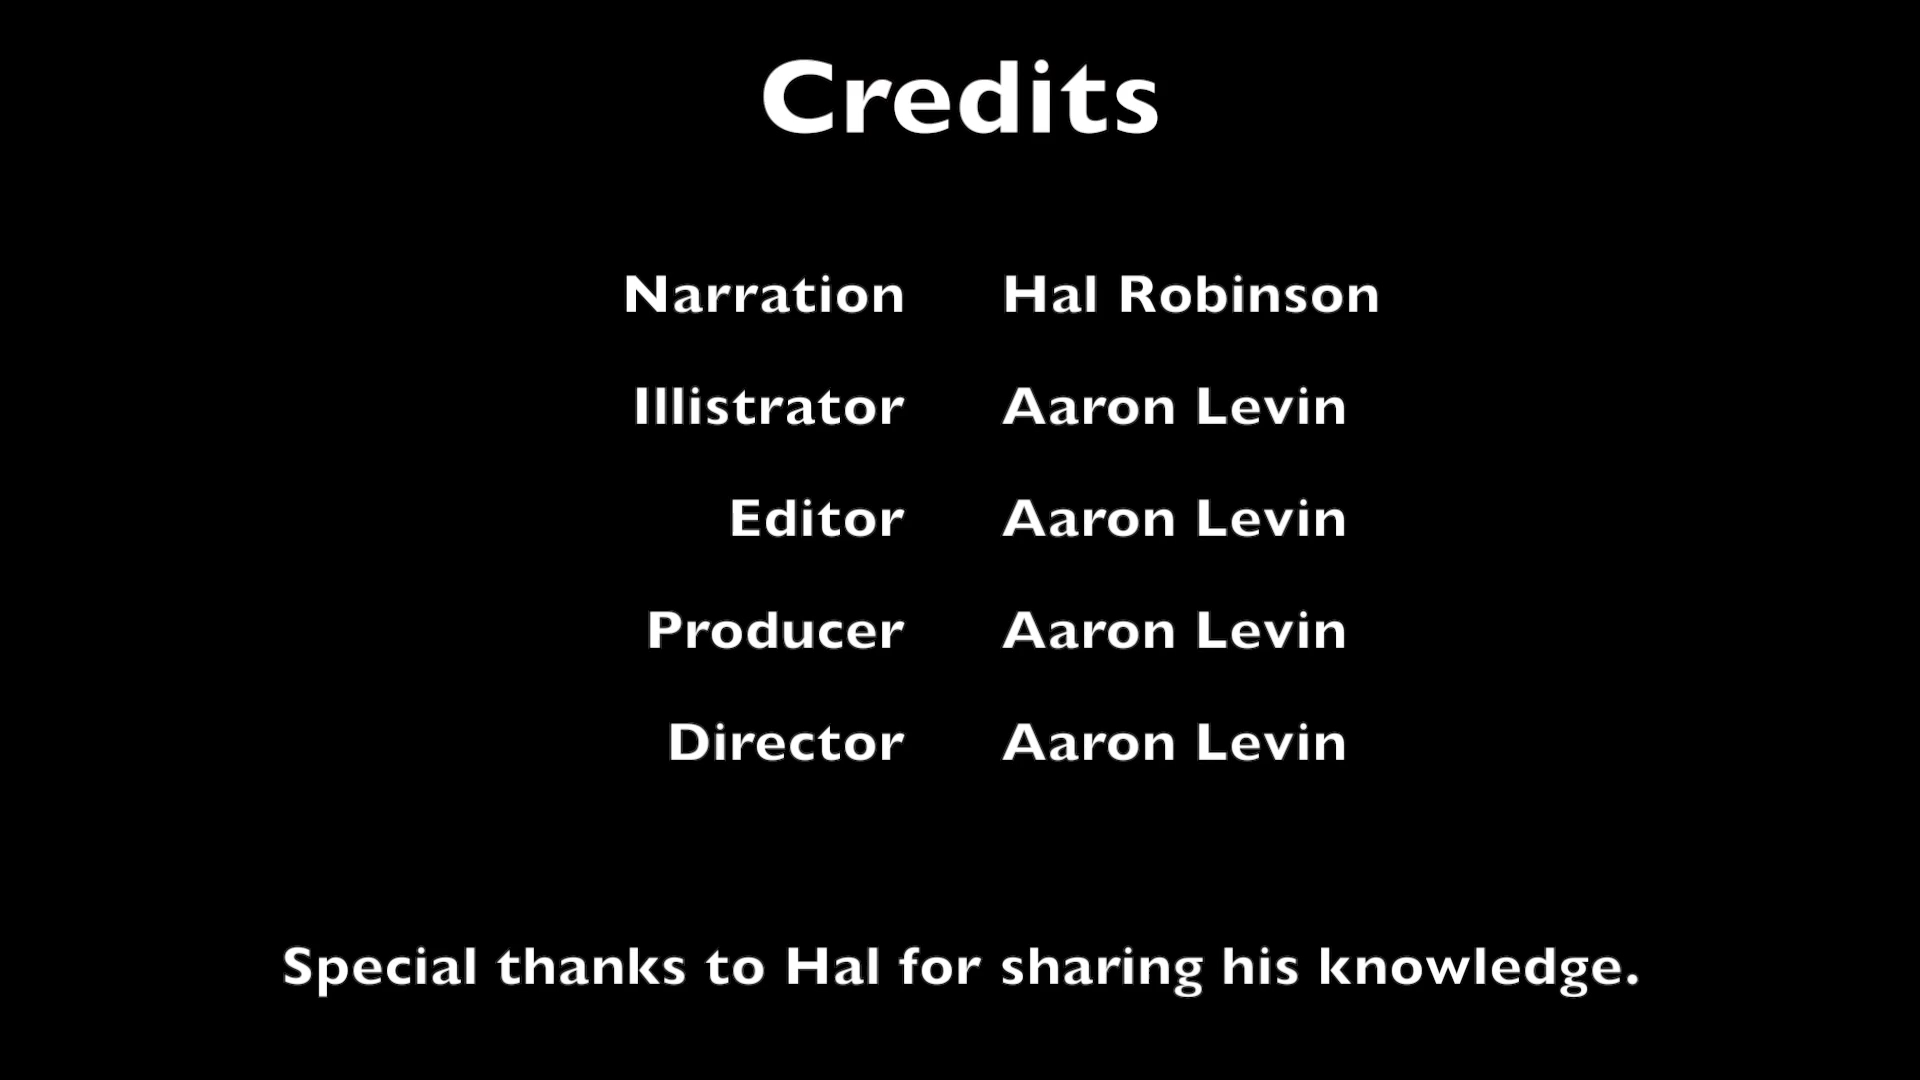 Credits
Narration Hal Robinson
Illistrator Aaron Levin
Editor Aaron Levin
Producer Aaron Levin
Director Aaron Levin
Special thanks to Hal for sharing his knowledge.